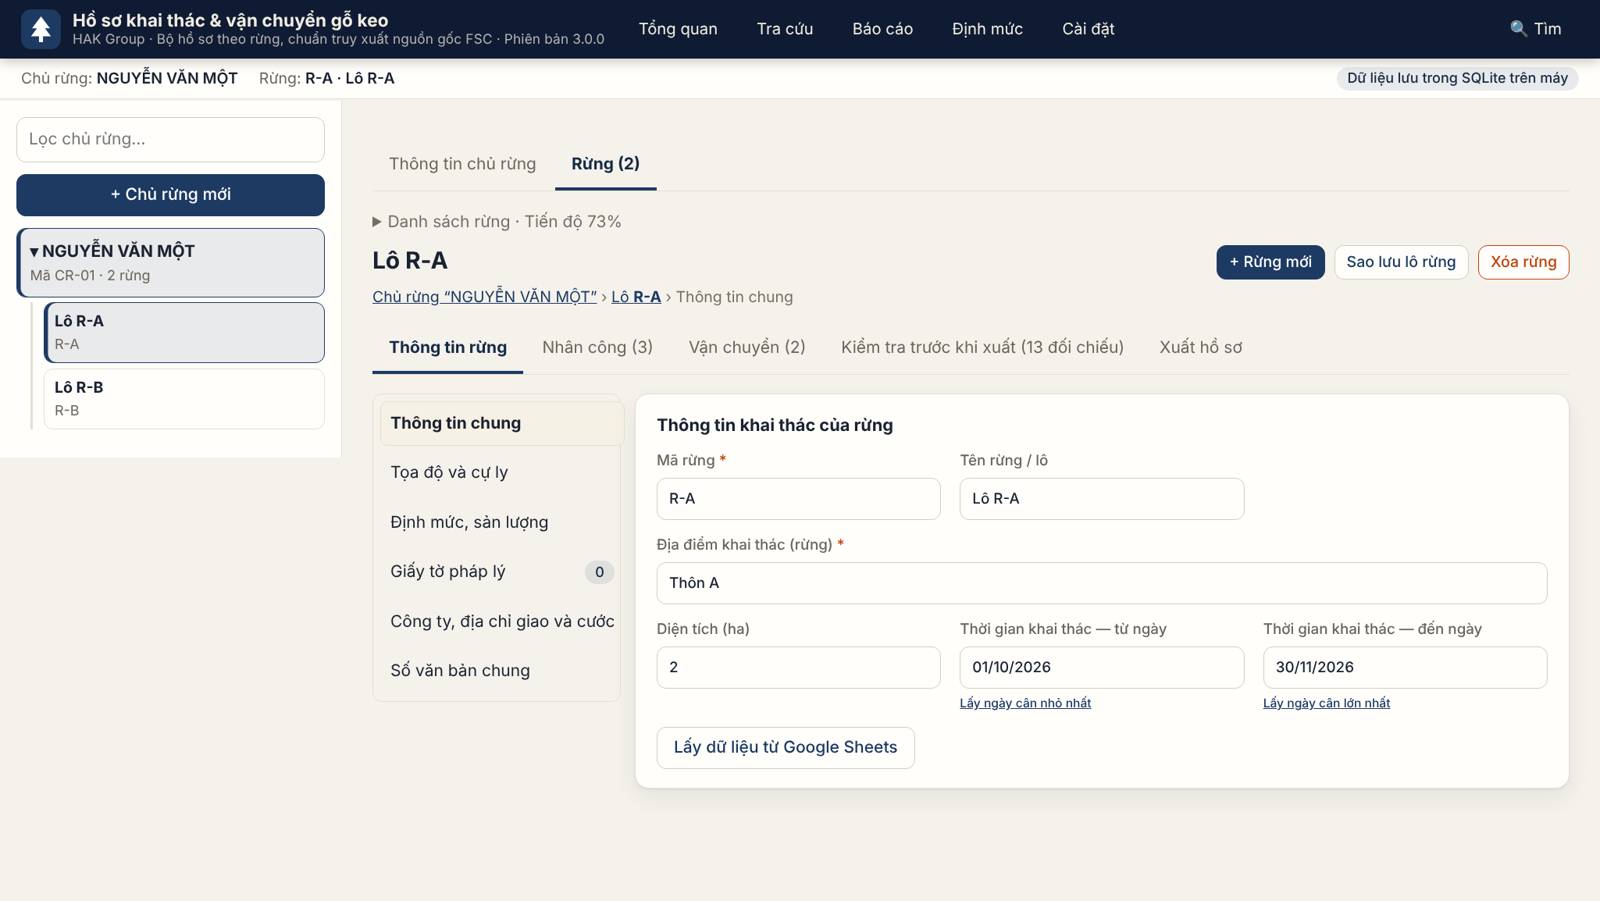 Hồ sơ khai thác & vận chuyển gỗ keo
HAK Group · Bộ hồ sơ theo rừng, chuẩn truy xuất nguồn gốc FSC · Phiên bản 3.0.0
Tổng quan
Tra cứu
Báo cáo
Định mức
Cài đặt
🔍 Tìm
Chủ rừng: NGUYỄN VĂN MỘT
Rừng: R-A · Lô R-A
Dữ liệu lưu trong SQLite trên máy
Lọc chủ rừng...
+ Chủ rừng mới
▾ NGUYỄN VĂN MỘT
Mã CR-01 · 2 rừng
Lô R-A
R-A
Lô R-B
R-B
Thông tin chủ rừng
Rừng (2)
▶ Danh sách rừng · Tiến độ 73%
Lô R-A
+ Rừng mới
Sao lưu lô rừng
Xóa rừng
Chủ rừng “NGUYỄN VĂN MỘT” › Lô R-A › Thông tin chung
Thông tin rừng
Nhân công (3)
Vận chuyển (2)
Kiểm tra trước khi xuất (13 đối chiếu)
Xuất hồ sơ
Thông tin chung
Tọa độ và cự ly
Định mức, sản lượng
Giấy tờ pháp lý 0
Công ty, địa chỉ giao và cước
Số văn bản chung
Thông tin khai thác của rừng
Mã rừng *
R-A
Tên rừng / lô
Lô R-A
Địa điểm khai thác (rừng) *
Thôn A
Diện tích (ha)
2
Thời gian khai thác — từ ngày
01/10/2026
Lấy ngày cân nhỏ nhất
Thời gian khai thác — đến ngày
30/11/2026
Lấy ngày cân lớn nhất
Lấy dữ liệu từ Google Sheets